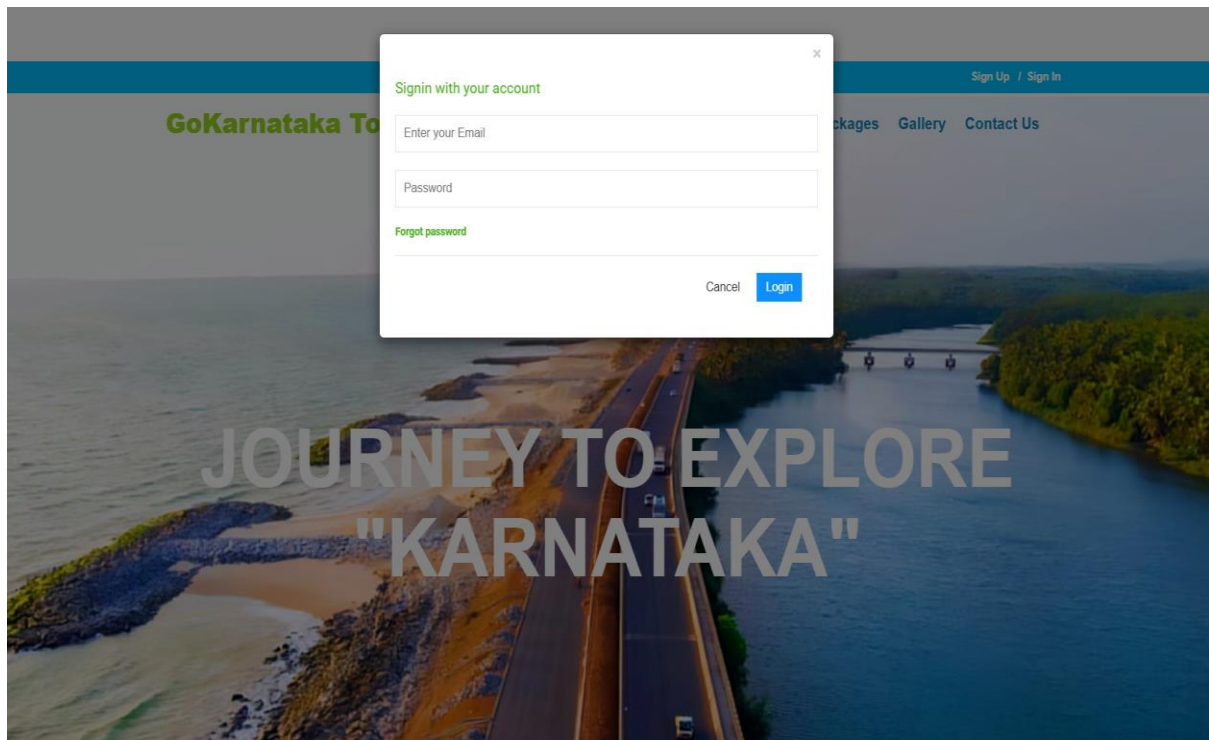 ×
Sign Up / Sign In
Signin with your account
GoKarnataka To
Gallery Contact Us
Enter your Email
Password
Forgot password
Cancel Login
JOURNEY TO EXPLORE
"KARNATAKA"